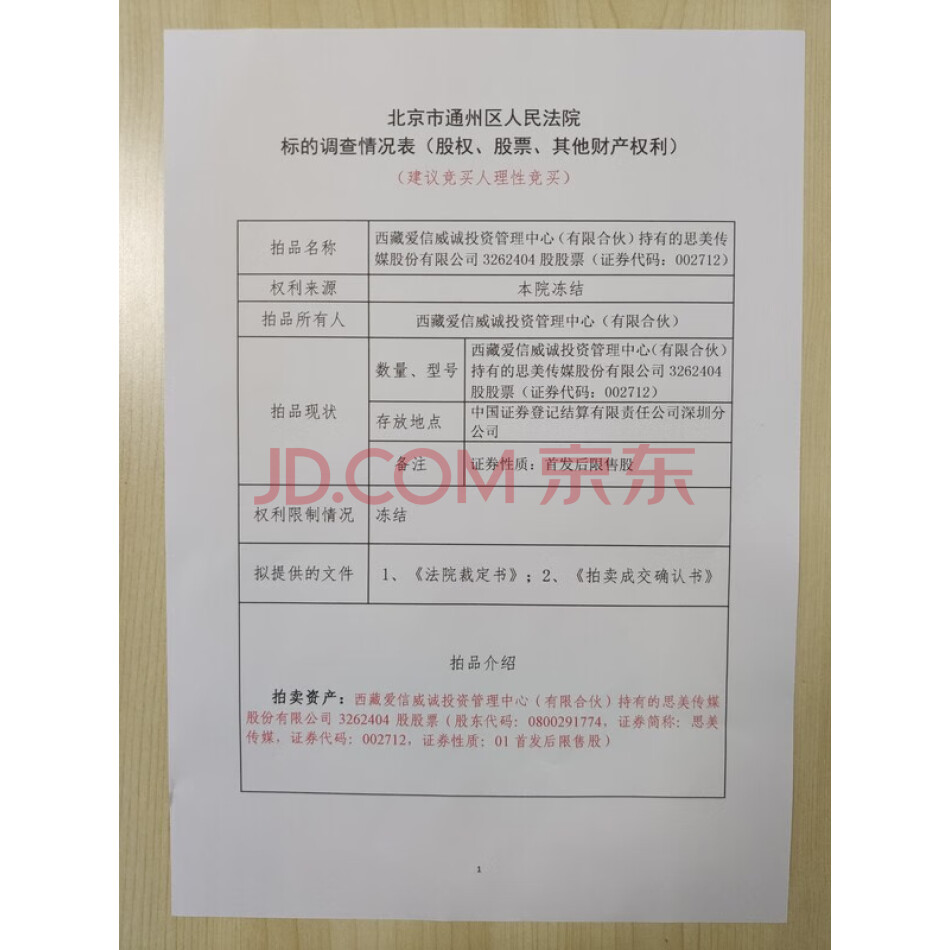 北京市通州区人民法院
标的调查情况表（股权、股票、其他财产权利）
（建议竞买人理性竞买）
拍品名称
西藏爱信威诚投资管理中心（有限合伙）持有的思美传
媒股份有限公司 3262404 股股票（证券代码：002712）
权利来源
本院冻结
拍品所有人
西藏爱信威诚投资管理中心（有限合伙）
拍品现状
数量、型号
西藏爱信威诚投资管理中心（有限合伙）
持有的思美传媒股份有限公司 3262404
股股票（证券代码：002712）
存放地点
中国证券登记结算有限责任公司深圳分
公司
备注
证券性质：首发后限售股
JD.COM 京东
权利限制情况
冻结
拟提供的文件
1、《法院裁定书》；2、《拍卖成交确认书》
拍品介绍
拍卖资产：西藏爱信威诚投资管理中心（有限合伙）持有的思美传媒
股份有限公司 3262404 股股票（股东代码：0800291774，证券简称：思美
传媒，证券代码：002712，证券性质：01 首发后限售股）
1